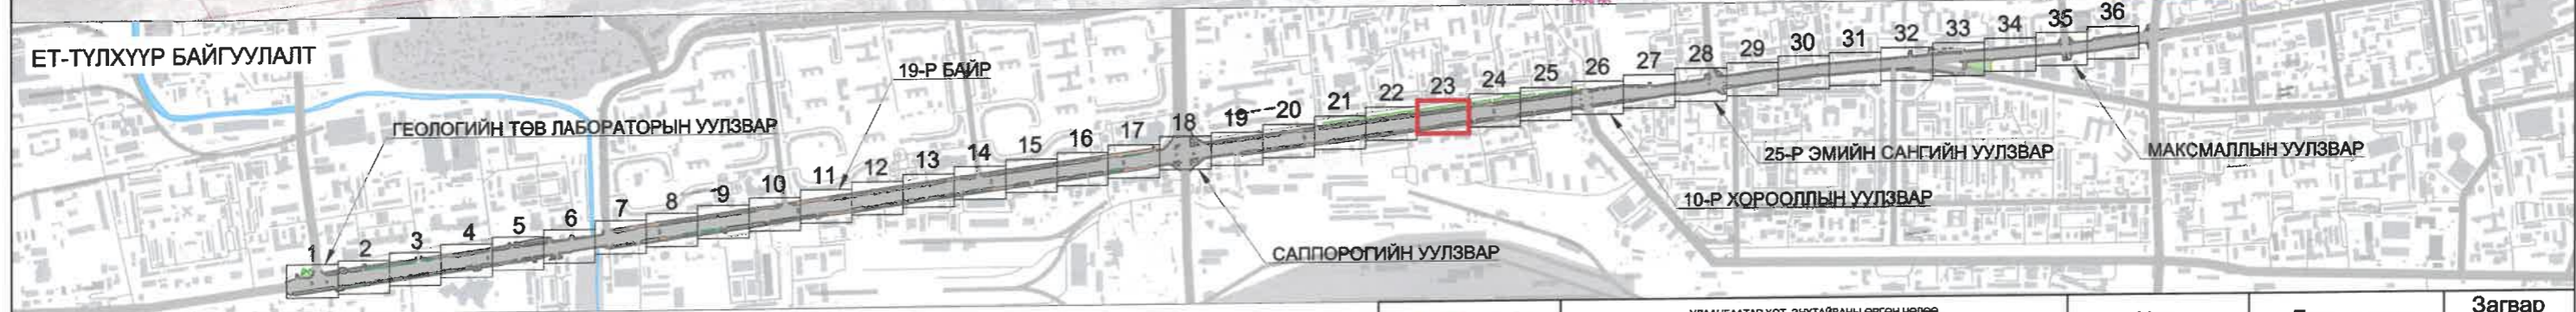 ЕТ-ТҮЛХҮҮР БАЙГУУЛАЛТ
ГЕОЛОГИЙН ТӨВ ЛАБОРАТОРЫН УУЛЗВАР
19-Р БАЙР
САППОРОГИЙН УУЛЗВАР
10-Р ХОРООЛЛЫН УУЛЗВАР
25-Р ЭМИЙН САНГИЙН УУЛЗВАР
МАКСМАЛЛЫН УУЛЗВАР
1 2 3 4 5 6 7 8 9 10 11 12 13 14 15 16 17 18 19 20 21 22 23 24 25 26 27 28 29 30 31 32 33 34 35 36
Загвар